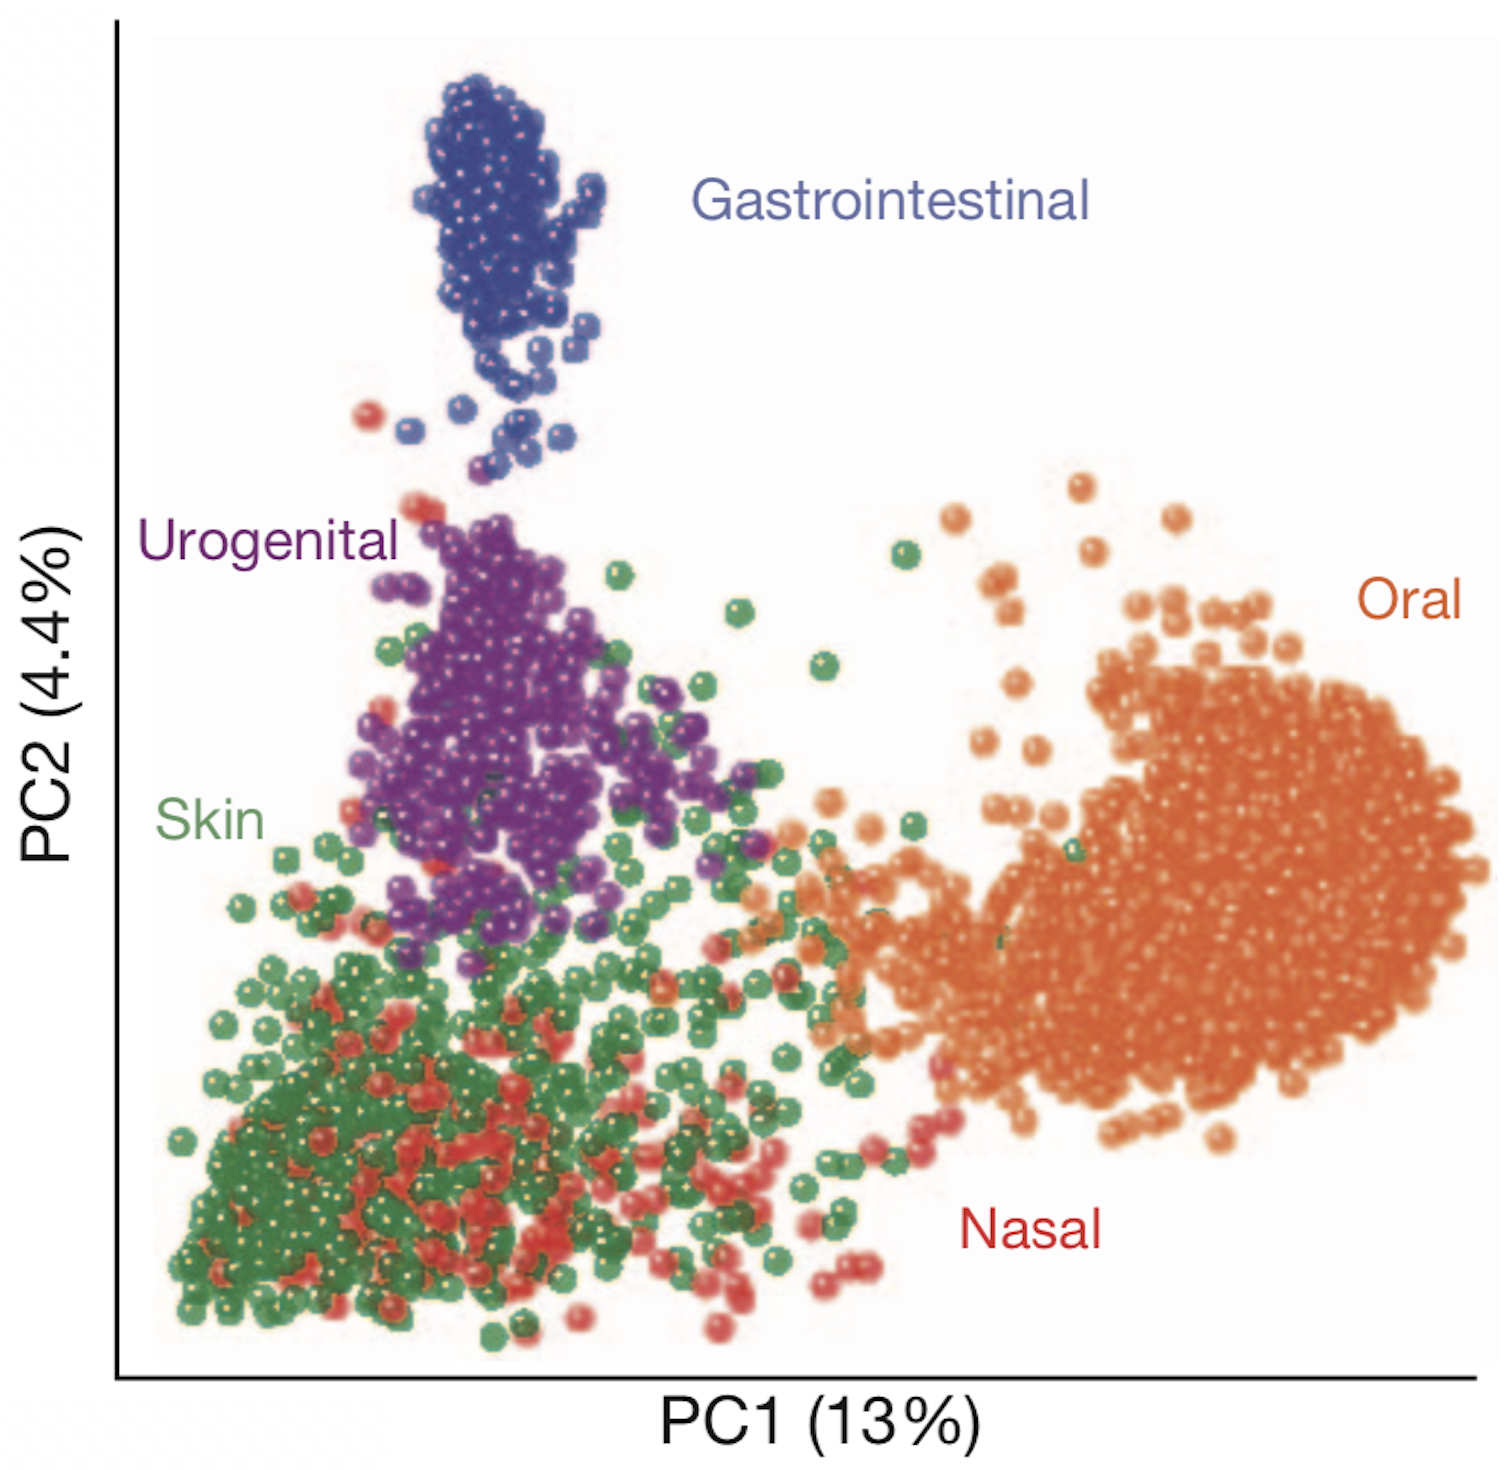 Gastrointestinal
Urogenital
Oral
Skin
Nasal
PC2 (4.4%)
PC1 (13%)